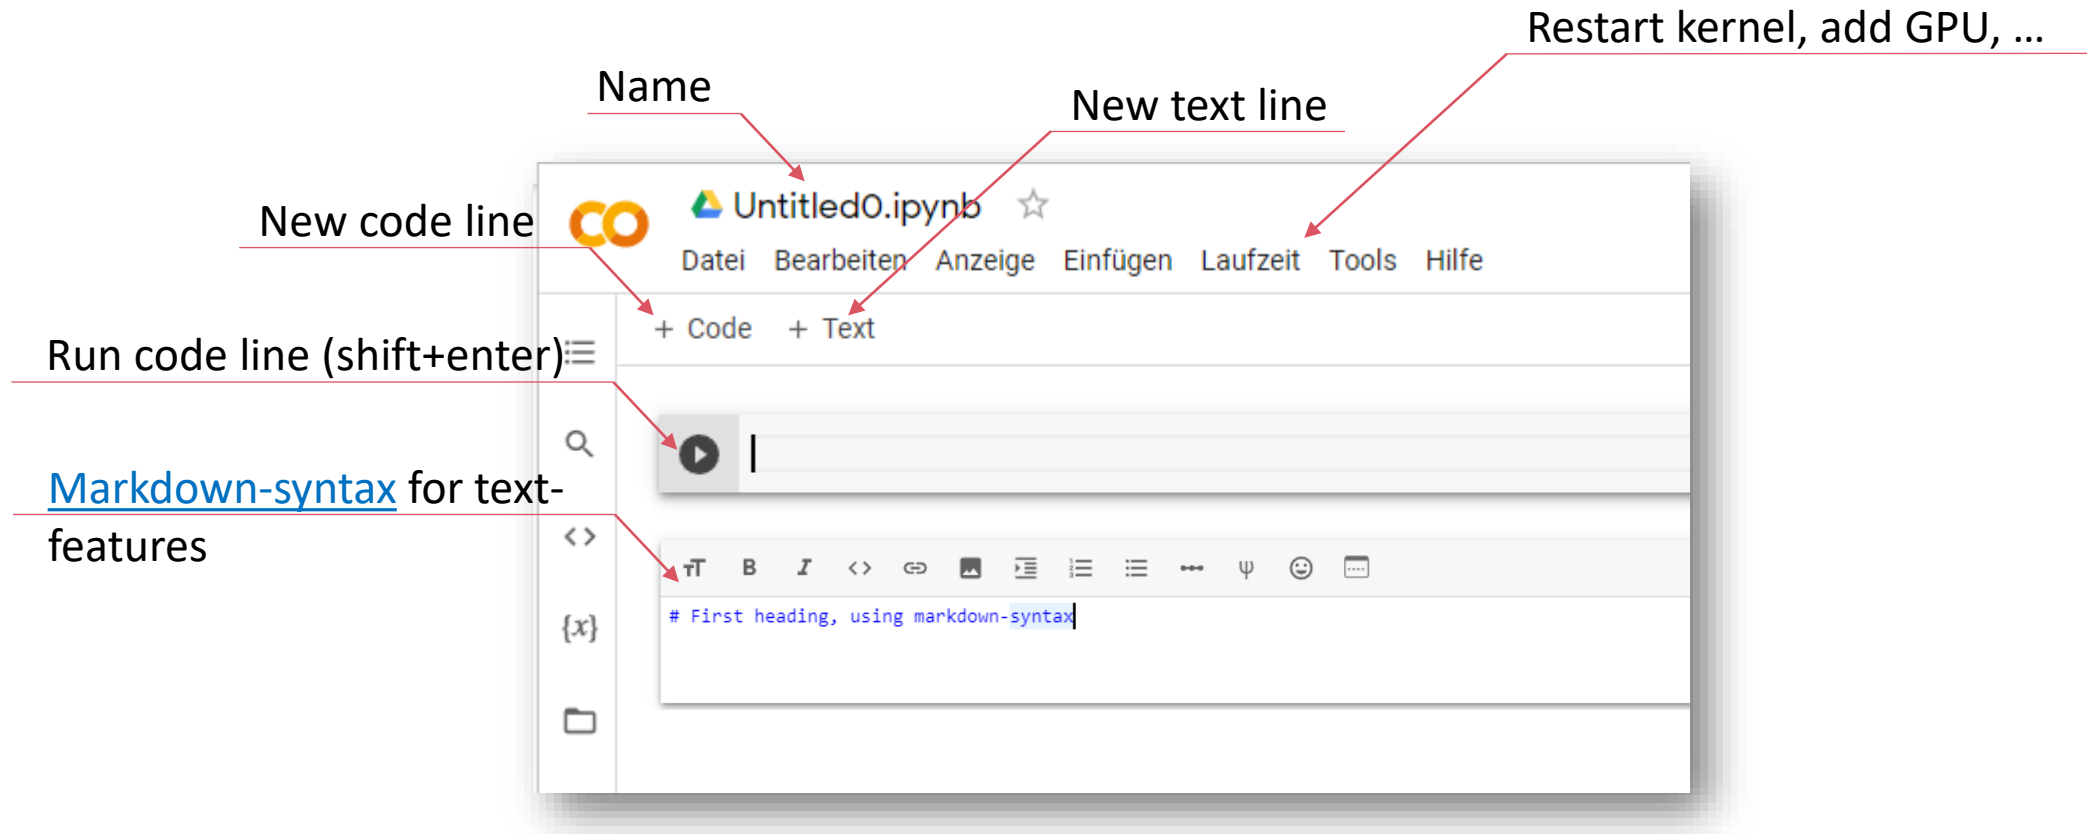 Restart kernel, add GPU, ...
Name
New text line
New code line
CO
Untitled0.ipynb
Datei Bearbeiten Anzeige Einfügen Laufzeit Tools Hilfe
+ Code + Text
Run code line (shift+enter)
Markdown-syntax for text-
features
{x}
# First heading, using markdown-syntax